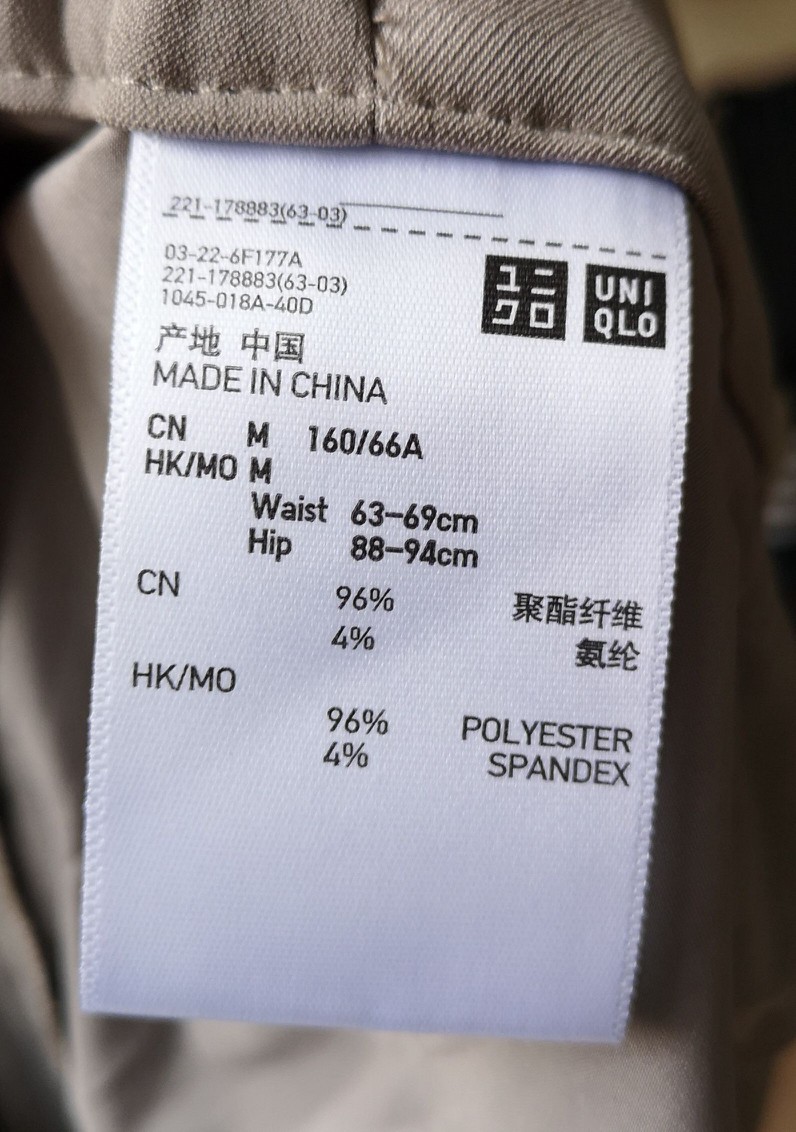 221-178883(63-03)
03-22-6F177A
221-178883(63-03)
1045-018A-40D
ユニ
クロ
UNI
QLO
产地 中国
MADE IN CHINA
CN M 160/66A
HK/MO M
Waist 63-69cm
Hip 88-94cm
CN
96% 聚酯纤维
4% 氨纶
HK/MO
96% POLYESTER
4% SPANDEX